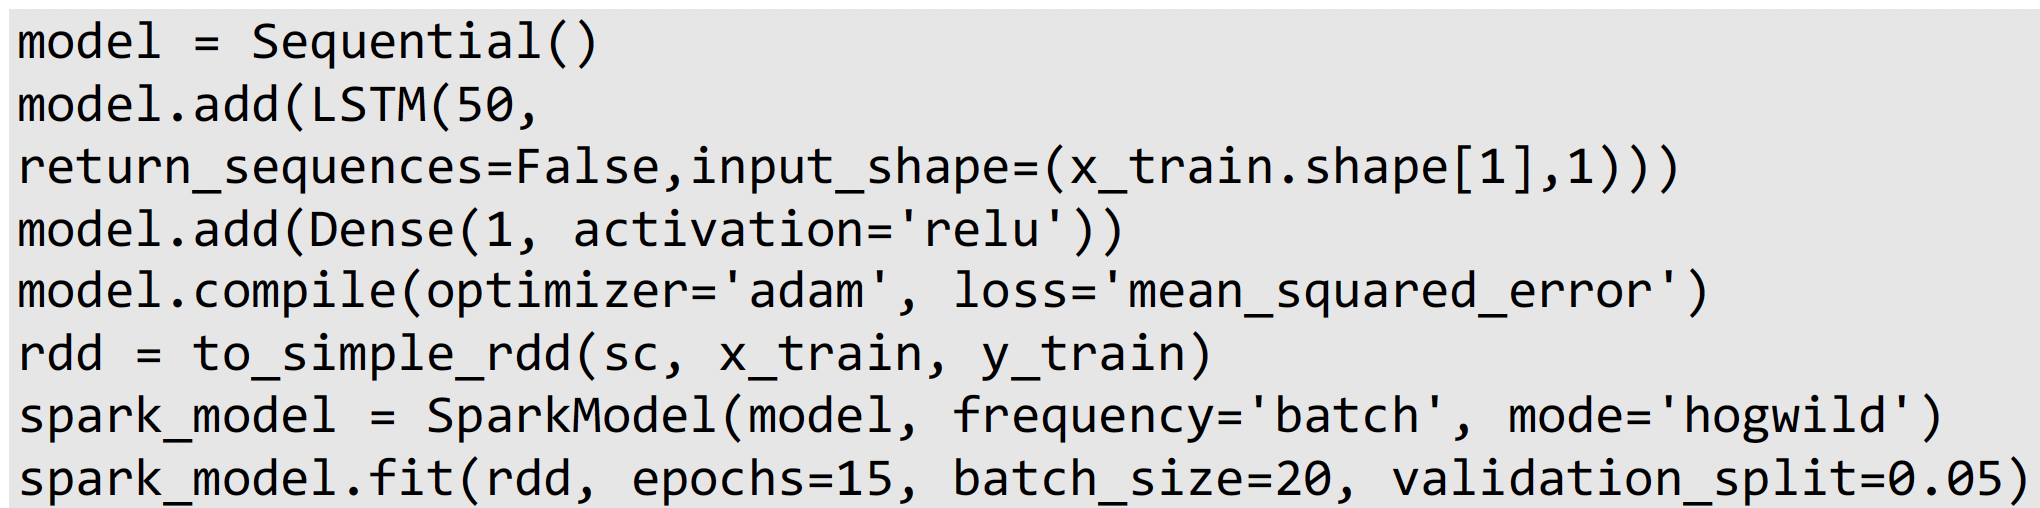 model = Sequential()
model.add(LSTM(50,
return_sequences=False,input_shape=(x_train.shape[1],1)))
model.add(Dense(1, activation='relu'))
model.compile(optimizer='adam', loss='mean_squared_error')
rdd = to_simple_rdd(sc, x_train, y_train)
spark_model = SparkModel(model, frequency='batch', mode='hogwild')
spark_model.fit(rdd, epochs=15, batch_size=20, validation_split=0.05)